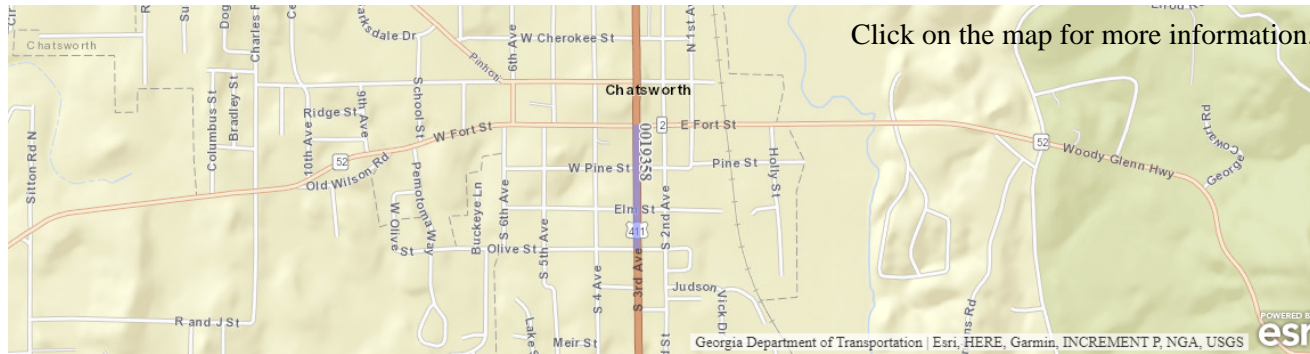 Click on the map for more information.
Chatsworth
W Cherokee St
N 1st Av
6th Ave
Pinhoti
Chatsworth
Columbus St
Bradley St
Ridge St
9th Ave
10th Ave
School St
W Fort St
2
E Fort St
52
Old Wilson Rd
Sitton Rd N
0019358
W Pine St
Pine St
Holly St
52
Woody Glenn Hwy
George
Cowart Rd
Pemotoma Way
Buckeye Ln
S 6th Ave
S 5th Ave
Elm St
S 2nd Ave
411
W Olive
St
Olive St
S 4 Ave
S 3rd Ave
Judson
Vick D
R and J St
Meir St
Georgia Department of Transportation | Esri, HERE, Garmin, INCREMENT P, NGA, USGS
POWERED BY
esri